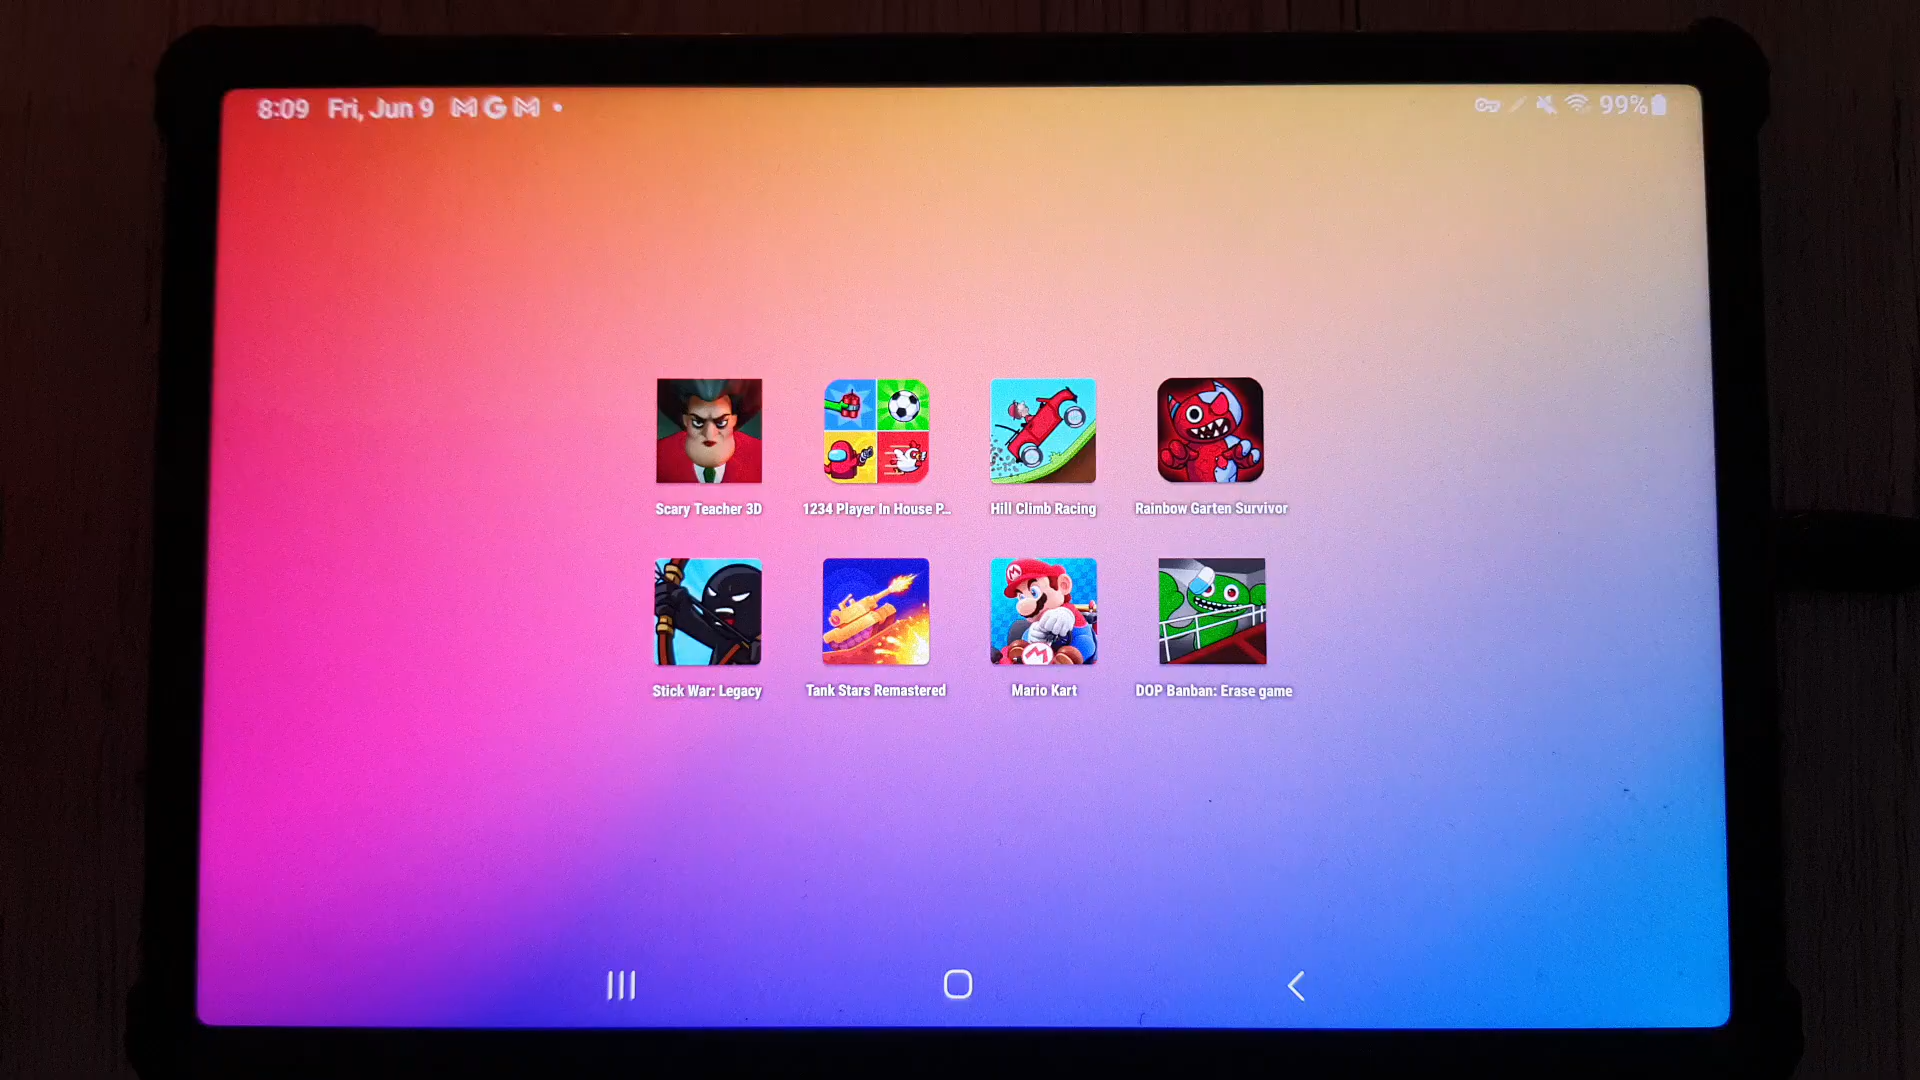 8:09 Fri, Jun 9 M G M
99%
Scary Teacher 3D
1234 Player In House P...
Hill Climb Racing
Rainbow Garten Survivor
M
M
Stick War: Legacy
Tank Stars Remastered
Mario Kart
DOP Banban: Erase game